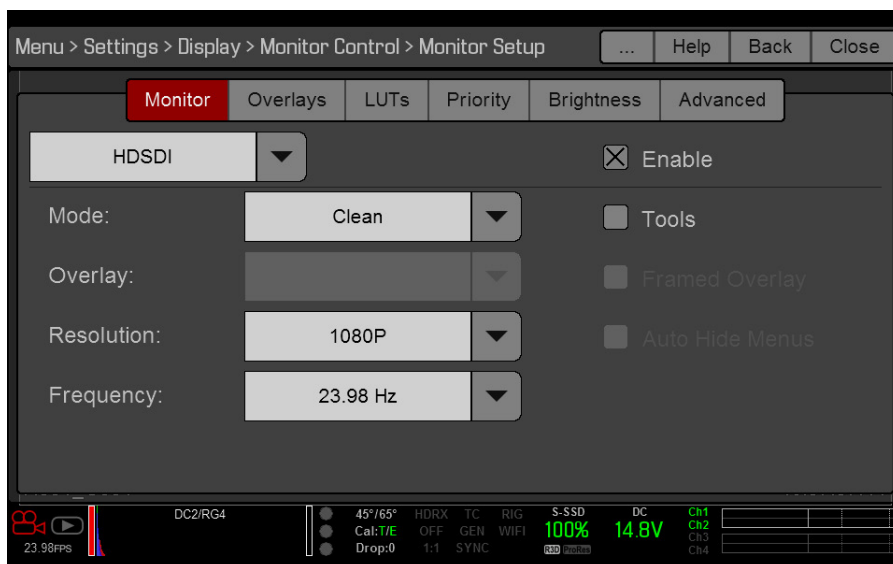 Menu > Settings > Display > Monitor Control > Monitor Setup ... Help Back Close
Monitor Overlays LUTs Priority Brightness Advanced
HDSDI Enable
Mode: Clean Tools
Overlay: Framed Overlay
Resolution: 1080P Auto Hide Menus
Frequency: 23.98 Hz
DC2/RG4 45°/65° HDRX TC RIG S-SSD DC Ch1
Cal:T/E OFF GEN WIFI 100% 14.8V Ch2
23.98FPS Drop:0 1:1 SYNC R3D ProRes Ch3
Ch4